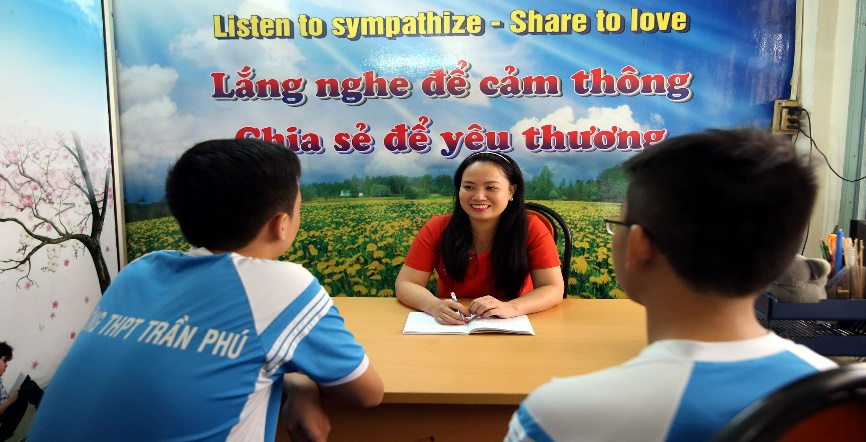 Listen to sympathize - Share to love
Lắng nghe để cảm thông
Chia sẻ để yêu thương
NG THPT TRẦN PHÚ